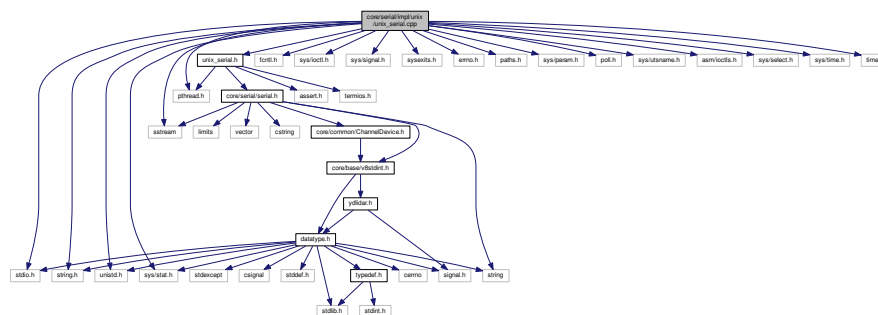 core/serial/impl/unix
/unix_serial.cpp
unix_serial.h
fcntl.h
sys/ioctl.h
sys/signal.h
sysexits.h
errno.h
paths.h
sys/param.h
poll.h
sys/utsname.h
asm/ioctls.h
sys/select.h
sys/time.h
time
pthread.h
core/serial/serial.h
assert.h
termios.h
sstream
limits
vector
cstring
core/common/ChannelDevice.h
core/base/v8stdint.h
ydlidar.h
datatype.h
stdio.h
string.h
unistd.h
sys/stat.h
stdexcept
csignal
stddef.h
typedef.h
cerrno
signal.h
string
stdlib.h
stdint.h